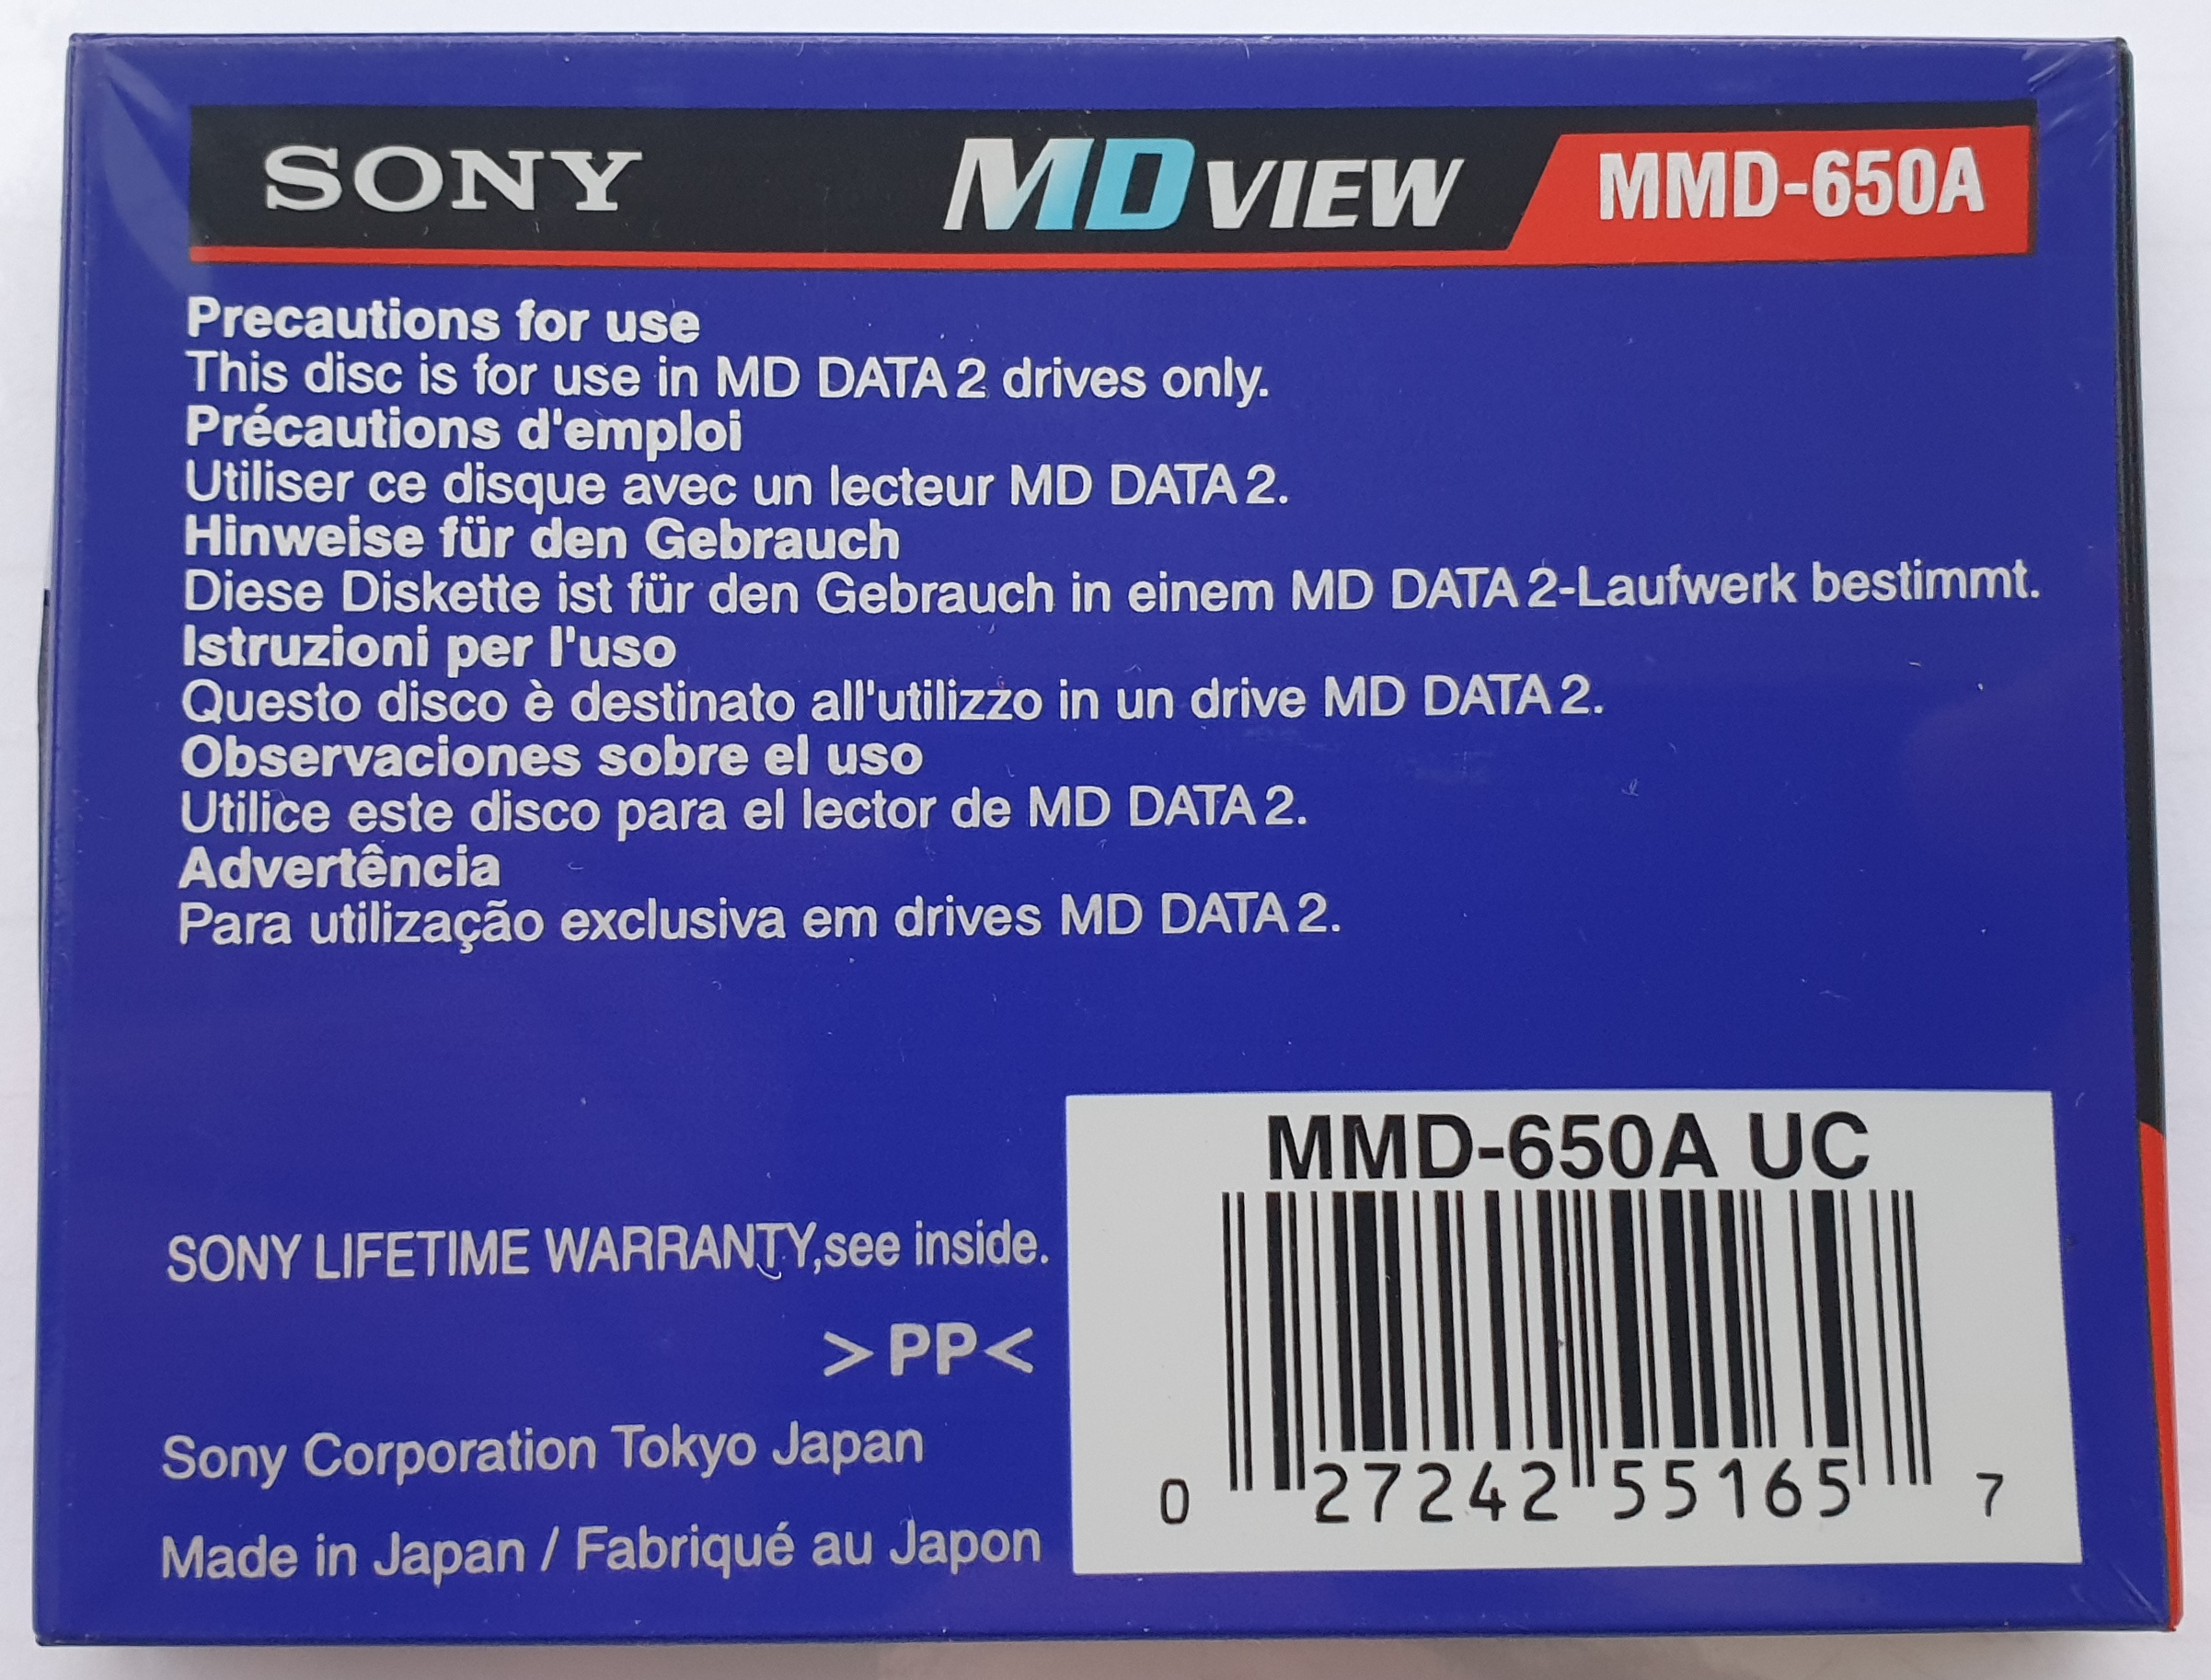 SONY MD VIEW MMD-650A
Precautions for use
This disc is for use in MD DATA 2 drives only.
Précautions d'emploi
Utiliser ce disque avec un lecteur MD DATA 2.
Hinweise für den Gebrauch
Diese Diskette ist für den Gebrauch in einem MD DATA 2-Laufwerk bestimmt.
Istruzioni per l'uso
Questo disco è destinato all'utilizzo in un drive MD DATA 2.
Observaciones sobre el uso
Utilice este disco para el lector de MD DATA 2.
Advertência
Para utilização exclusiva em drives MD DATA 2.
SONY LIFETIME WARRANTY,see inside.
>PP<
Sony Corporation Tokyo Japan
Made in Japan / Fabriqué au Japon
MMD-650A UC
0 27242 55165 7